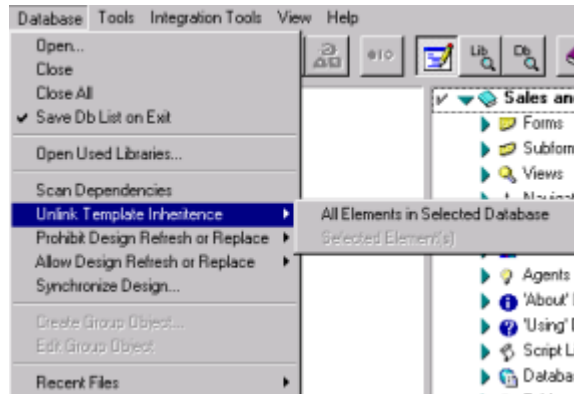 Database Tools Integration Tools View Help
Open...
Close
Close All
Save Db List on Exit
Open Used Libraries...
Scan Dependencies
Unlink Template Inheritence
Prohibit Design Refresh or Replace
Allow Design Refresh or Replace
Synchronize Design...
Create Group Object...
Edit Group Object
Recent Files
All Elements in Selected Database
Selected Element(s)
Lib
Db
Sales an
Forms
Subform
Views
Agents
'About'
'Using'
Script L
Databa